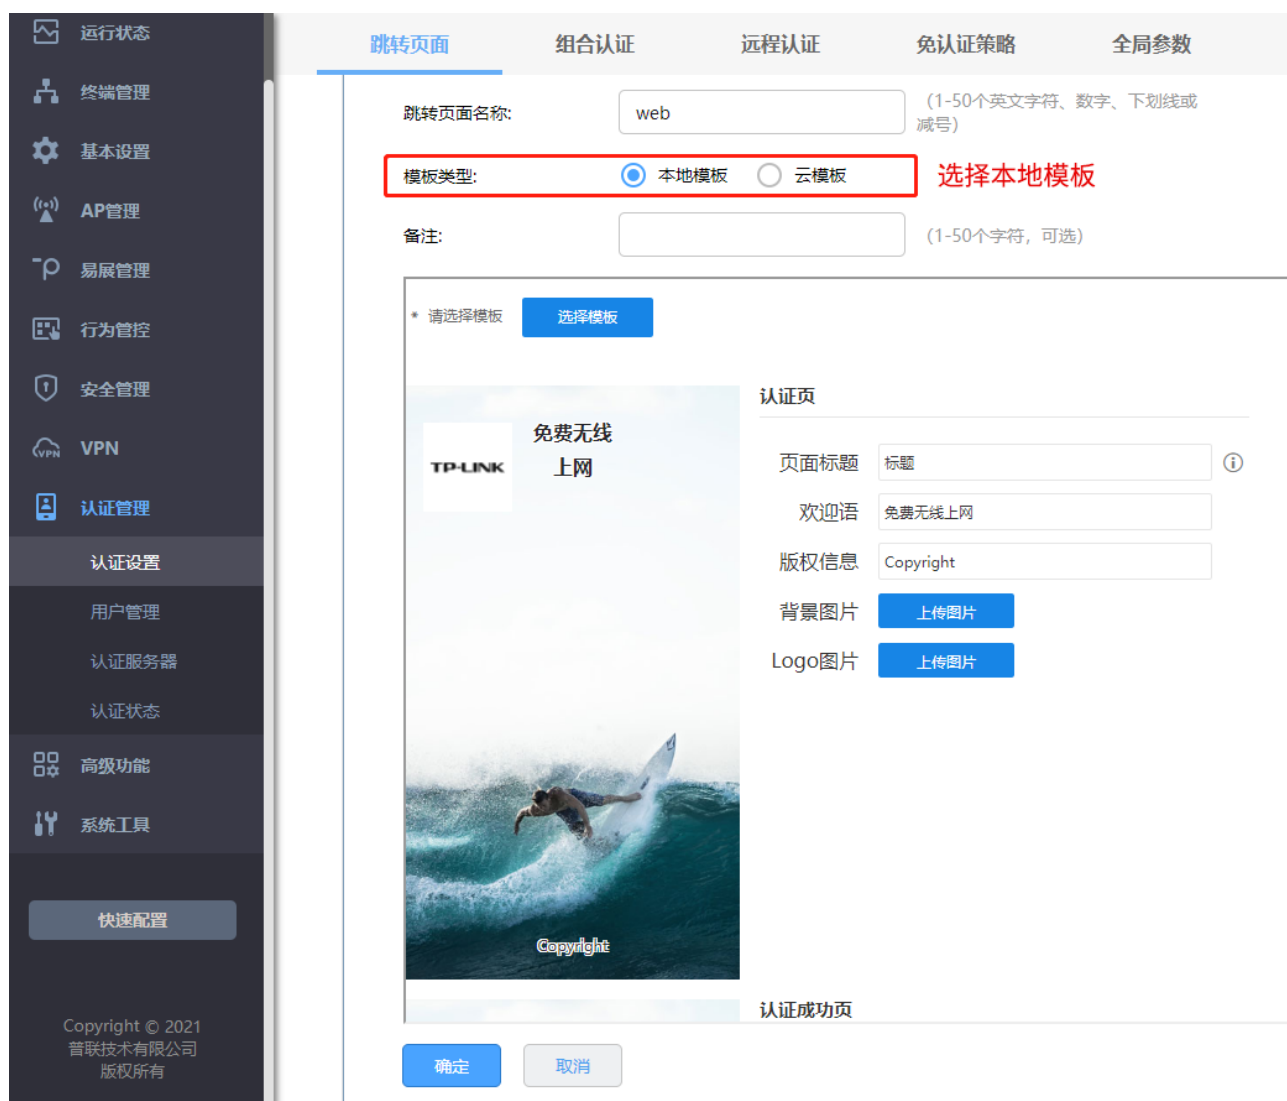 运行状态
终端管理
基本设置
AP管理
易展管理
行为管控
安全管理
VPN
VPN
认证管理
认证设置
用户管理
认证服务器
认证状态
高级功能
系统工具
快速配置
Copyright © 2021
普联技术有限公司
版权所有
跳转页面 组合认证 远程认证 免认证策略 全局参数
跳转页面名称: web (1-50个英文字符、数字、下划线或
减号)
模板类型: 本地模板 云模板 选择本地模板
备注: (1-50个字符，可选)
* 请选择模板 选择模板
TP-LINK
免费无线
上网
Copyright
认证页
页面标题 标题
欢迎语 免费无线上网
版权信息 Copyright
背景图片 上传图片
Logo图片 上传图片
认证成功页
确定 取消